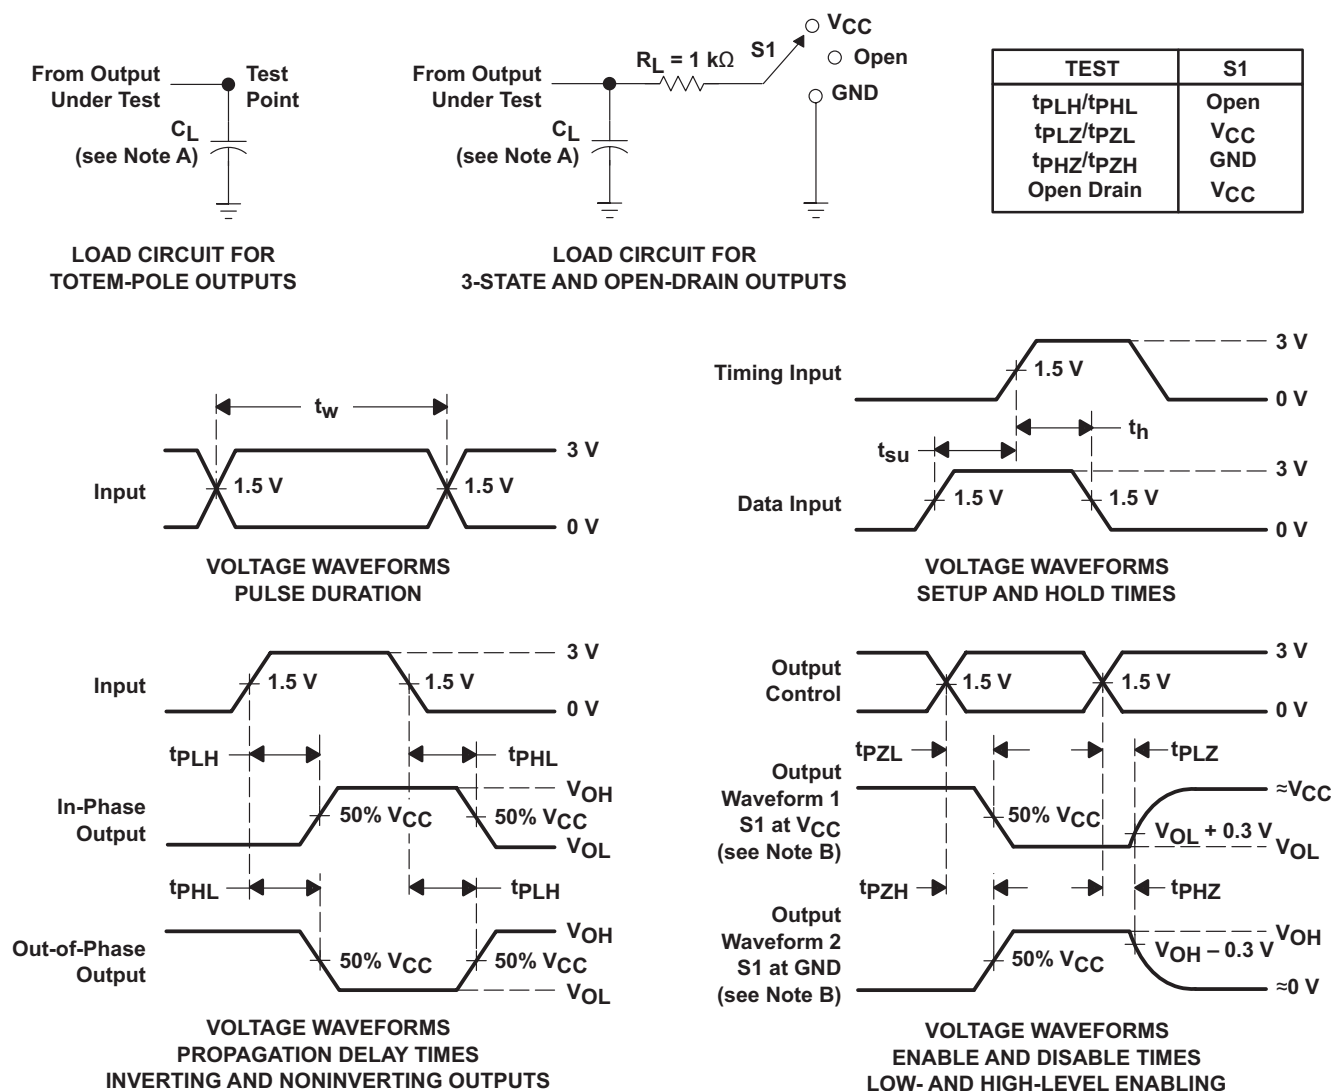 From Output
Under Test
Test
Point
CL
(see Note A)
LOAD CIRCUIT FOR
TOTEM-POLE OUTPUTS
From Output
Under Test
RL = 1 kΩ
S1
VCC
Open
GND
CL
(see Note A)
LOAD CIRCUIT FOR
3-STATE AND OPEN-DRAIN OUTPUTS
TEST S1
tPLH/tPHL Open
tPLZ/tPZL VCC
tPHZ/tPZH GND
Open Drain VCC
tw
Input
1.5 V
1.5 V
3 V
0 V
VOLTAGE WAVEFORMS
PULSE DURATION
Timing Input
1.5 V
3 V
0 V
tsu
th
Data Input
1.5 V
1.5 V
3 V
0 V
VOLTAGE WAVEFORMS
SETUP AND HOLD TIMES
Input
1.5 V
1.5 V
3 V
0 V
tPLH
tPHL
In-Phase
Output
50% VCC
50% VCC
VOH
VOL
tPHL
tPLH
Out-of-Phase
Output
50% VCC
50% VCC
VOH
VOL
VOLTAGE WAVEFORMS
PROPAGATION DELAY TIMES
INVERTING AND NONINVERTING OUTPUTS
Output
Control
1.5 V
1.5 V
3 V
0 V
tPZL
tPLZ
Output
Waveform 1
S1 at VCC
(see Note B)
50% VCC
VOL + 0.3 V
≈VCC
VOL
tPZH
tPHZ
Output
Waveform 2
S1 at GND
(see Note B)
50% VCC
VOH – 0.3 V
VOH
≈0 V
VOLTAGE WAVEFORMS
ENABLE AND DISABLE TIMES
LOW- AND HIGH-LEVEL ENABLING